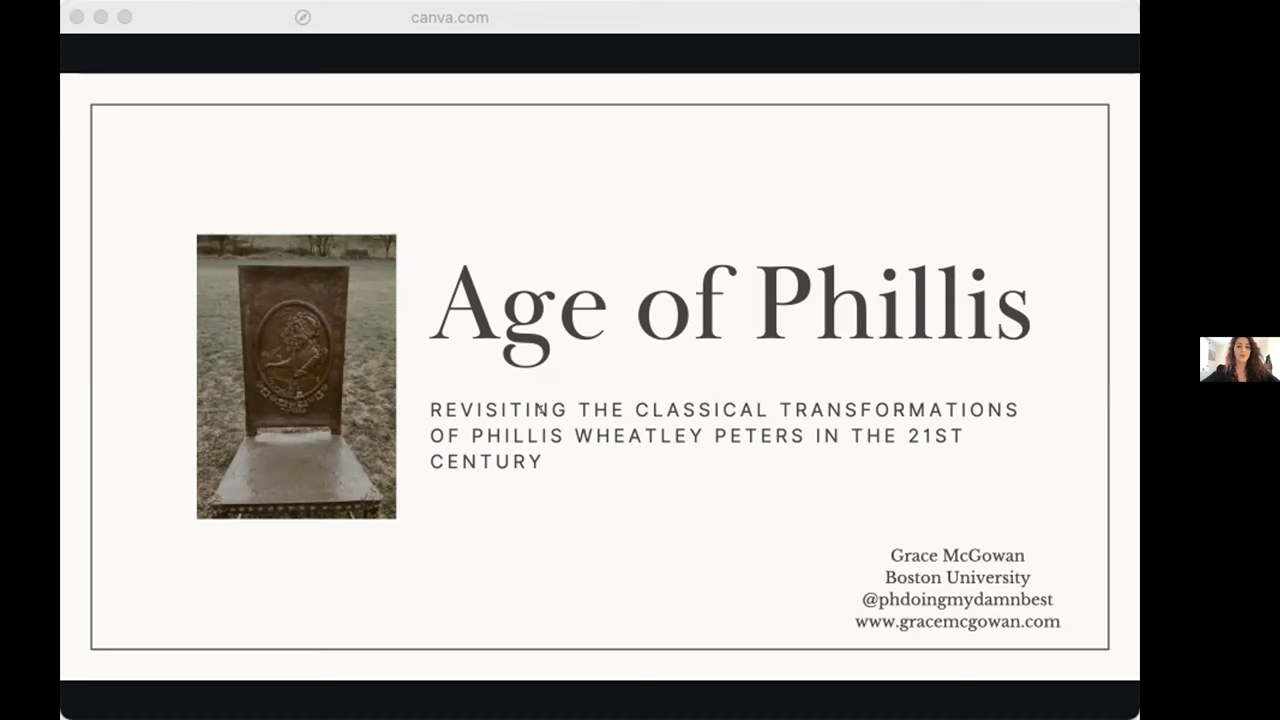 canva.com
Age of Phillis
REVISITING THE CLASSICAL TRANSFORMATIONS
OF PHILLIS WHEATLEY PETERS IN THE 21ST
CENTURY
Grace McGowan
Boston University
@phdoingmydamnbest
www.gracemcgowan.com